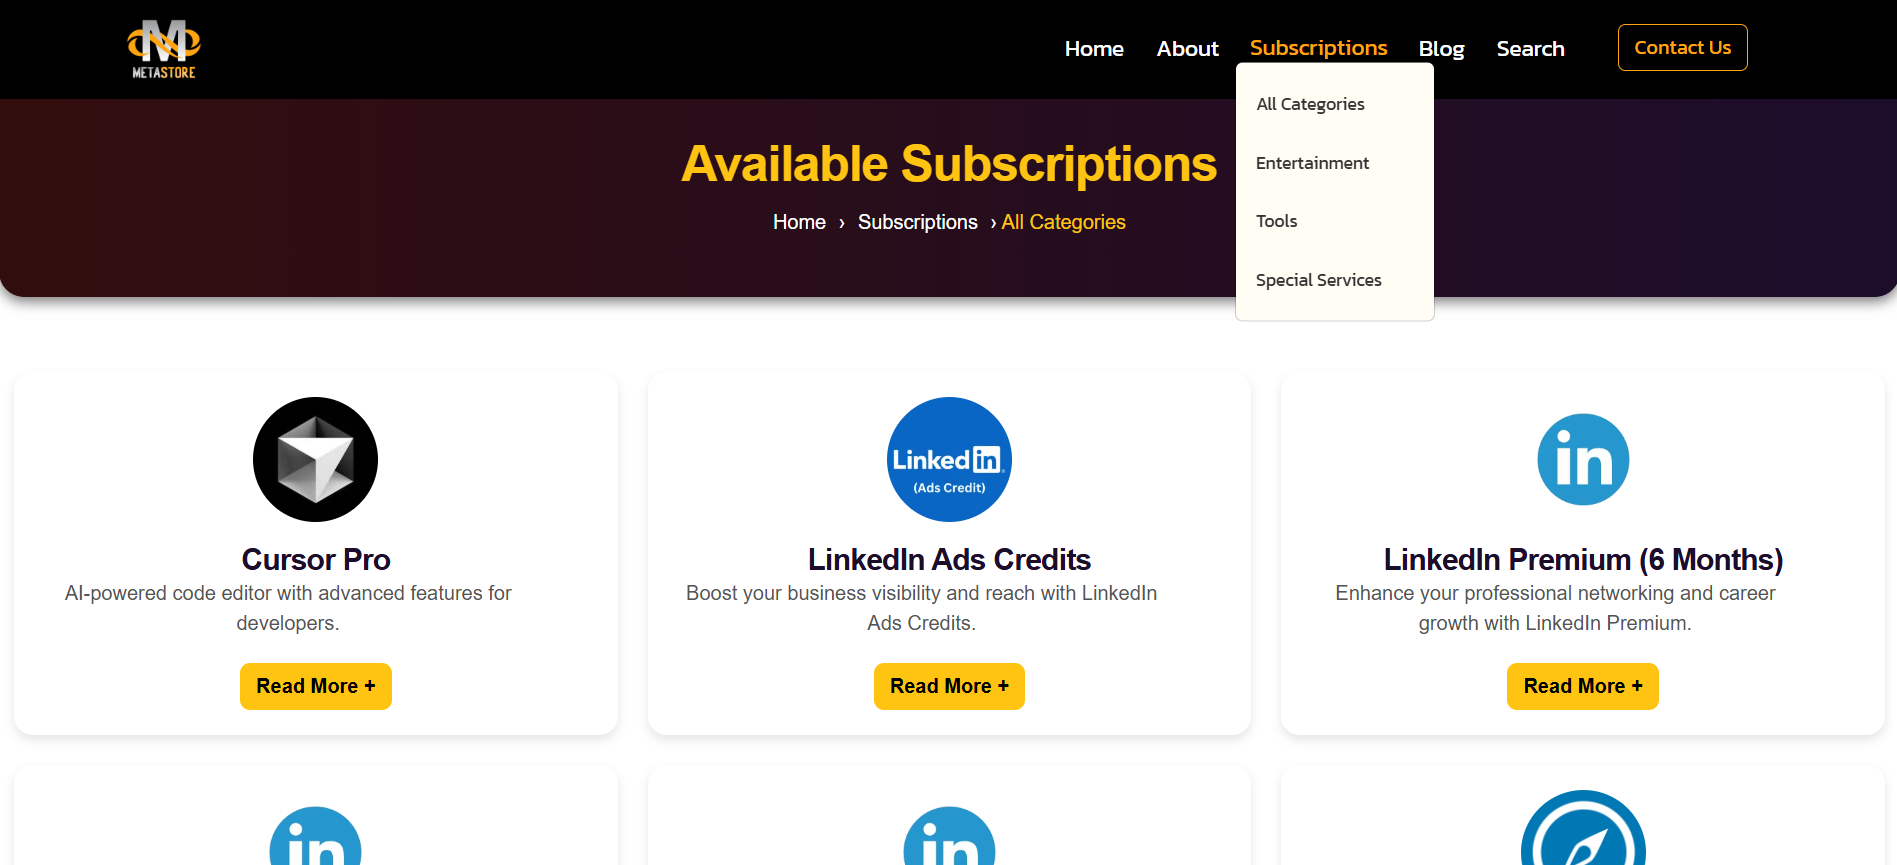 METASTORE
Home About Subscriptions Blog Search Contact Us
All Categories
Entertainment
Tools
Special Services
Available Subscriptions
Home › Subscriptions › All Categories
Linked in
(Ads Credit)
in
Cursor Pro
AI-powered code editor with advanced features for
developers.
Read More +
LinkedIn Ads Credits
Boost your business visibility and reach with LinkedIn
Ads Credits.
Read More +
LinkedIn Premium (6 Months)
Enhance your professional networking and career
growth with LinkedIn Premium.
Read More +
in
in